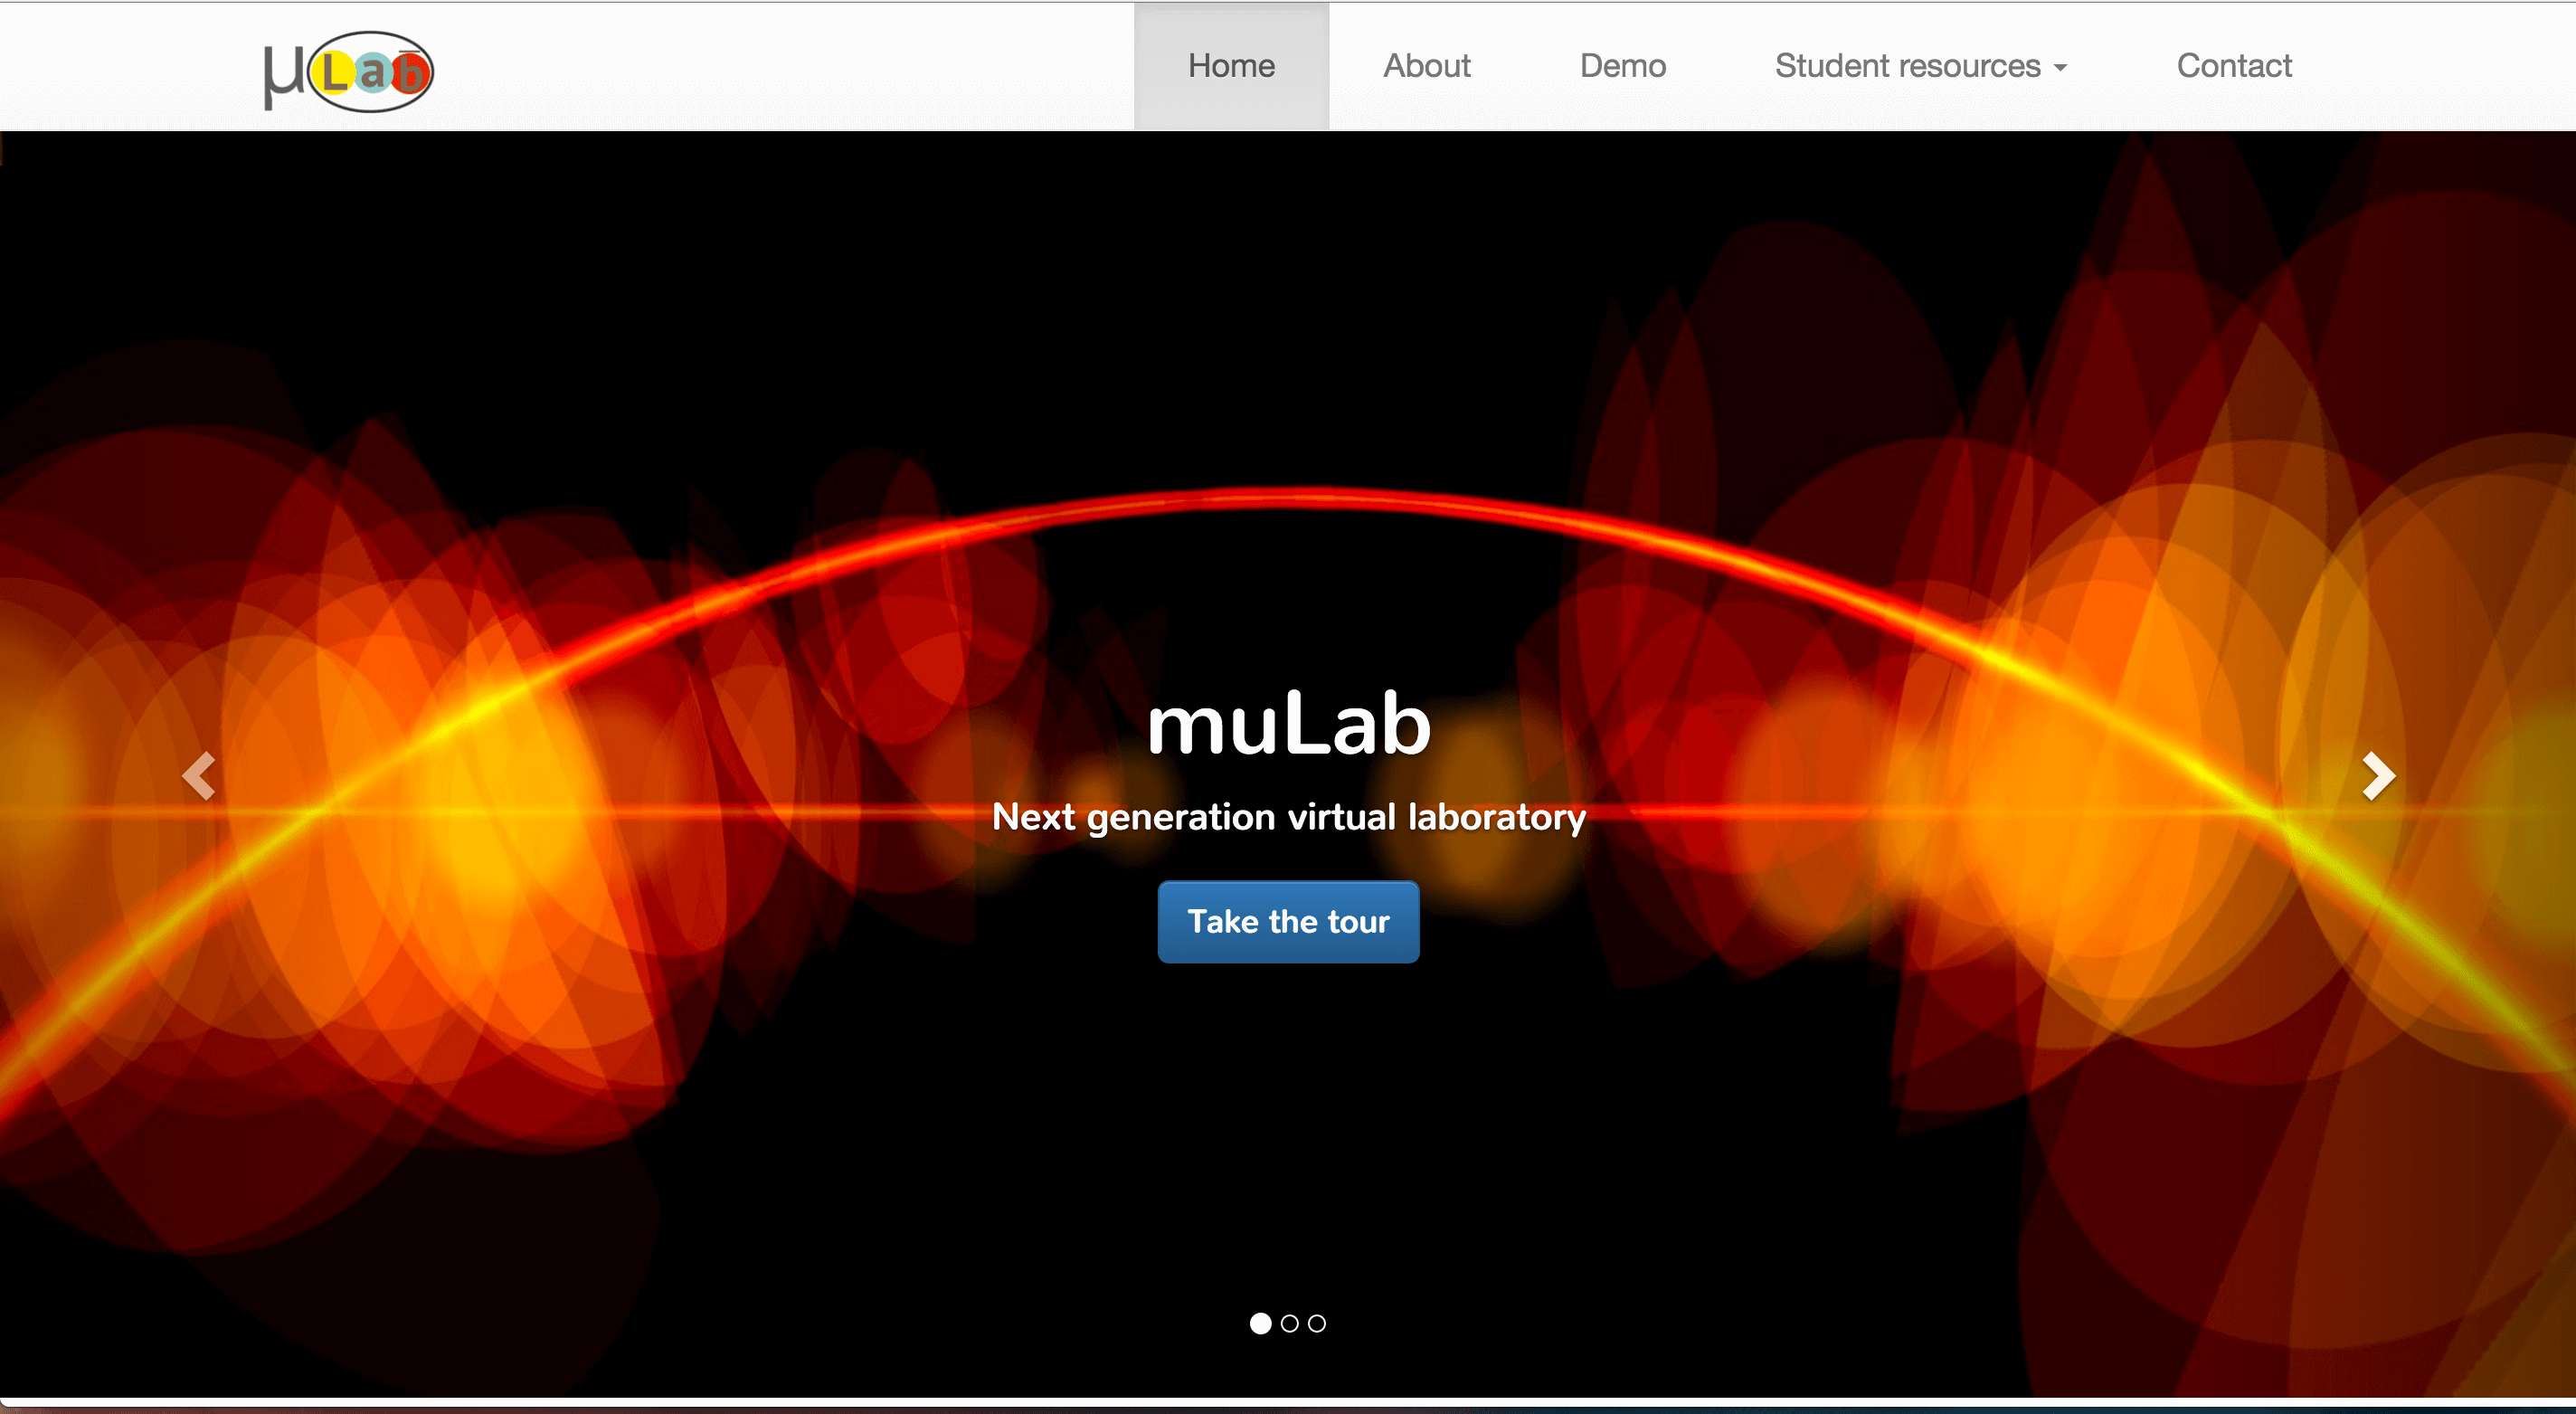 µLab̅
Home
About
Demo
Student resources
Contact
muLab
Next generation virtual laboratory
Take the tour